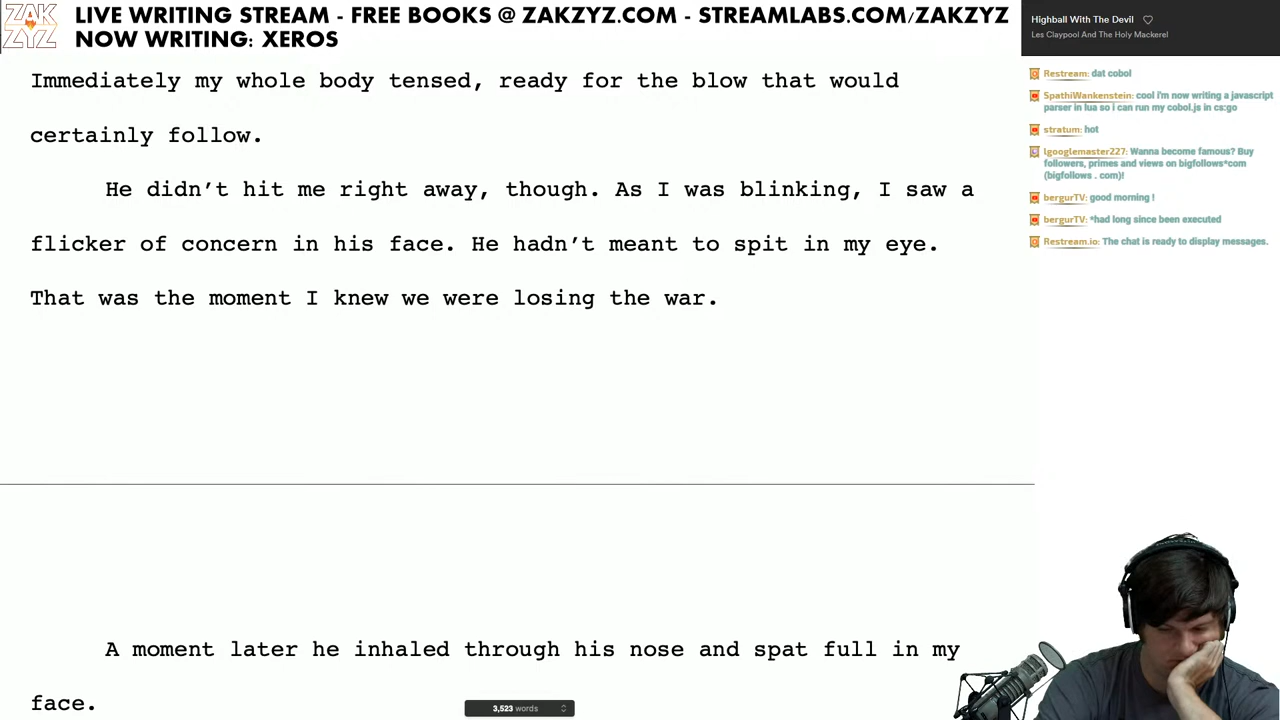 ZAK
ZYZ
LIVE WRITING STREAM - FREE BOOKS @ ZAKZYZ.COM - STREAMLABS.COM/ZAKZYZ
NOW WRITING: XEROS
Immediately my whole body tensed, ready for the blow that would
certainly follow.
He didn’t hit me right away, though. As I was blinking, I saw a
flicker of concern in his face. He hadn’t meant to spit in my eye.
That was the moment I knew we were losing the war.
A moment later he inhaled through his nose and spat full in my
face.
3,523 words
Highball With The Devil
Les Claypool And The Holy Mackerel
Restream: dat cobol
SpathiWankenstein: cool i'm now writing a javascript
parser in lua so i can run my cobol.js in cs:go
stratum: hot
lgooglemaster227: Wanna become famous? Buy
followers, primes and views on bigfollows*com
(bigfollows . com)!
bergurTV: good morning !
bergurTV: *had long since been executed
Restream.io: The chat is ready to display messages.